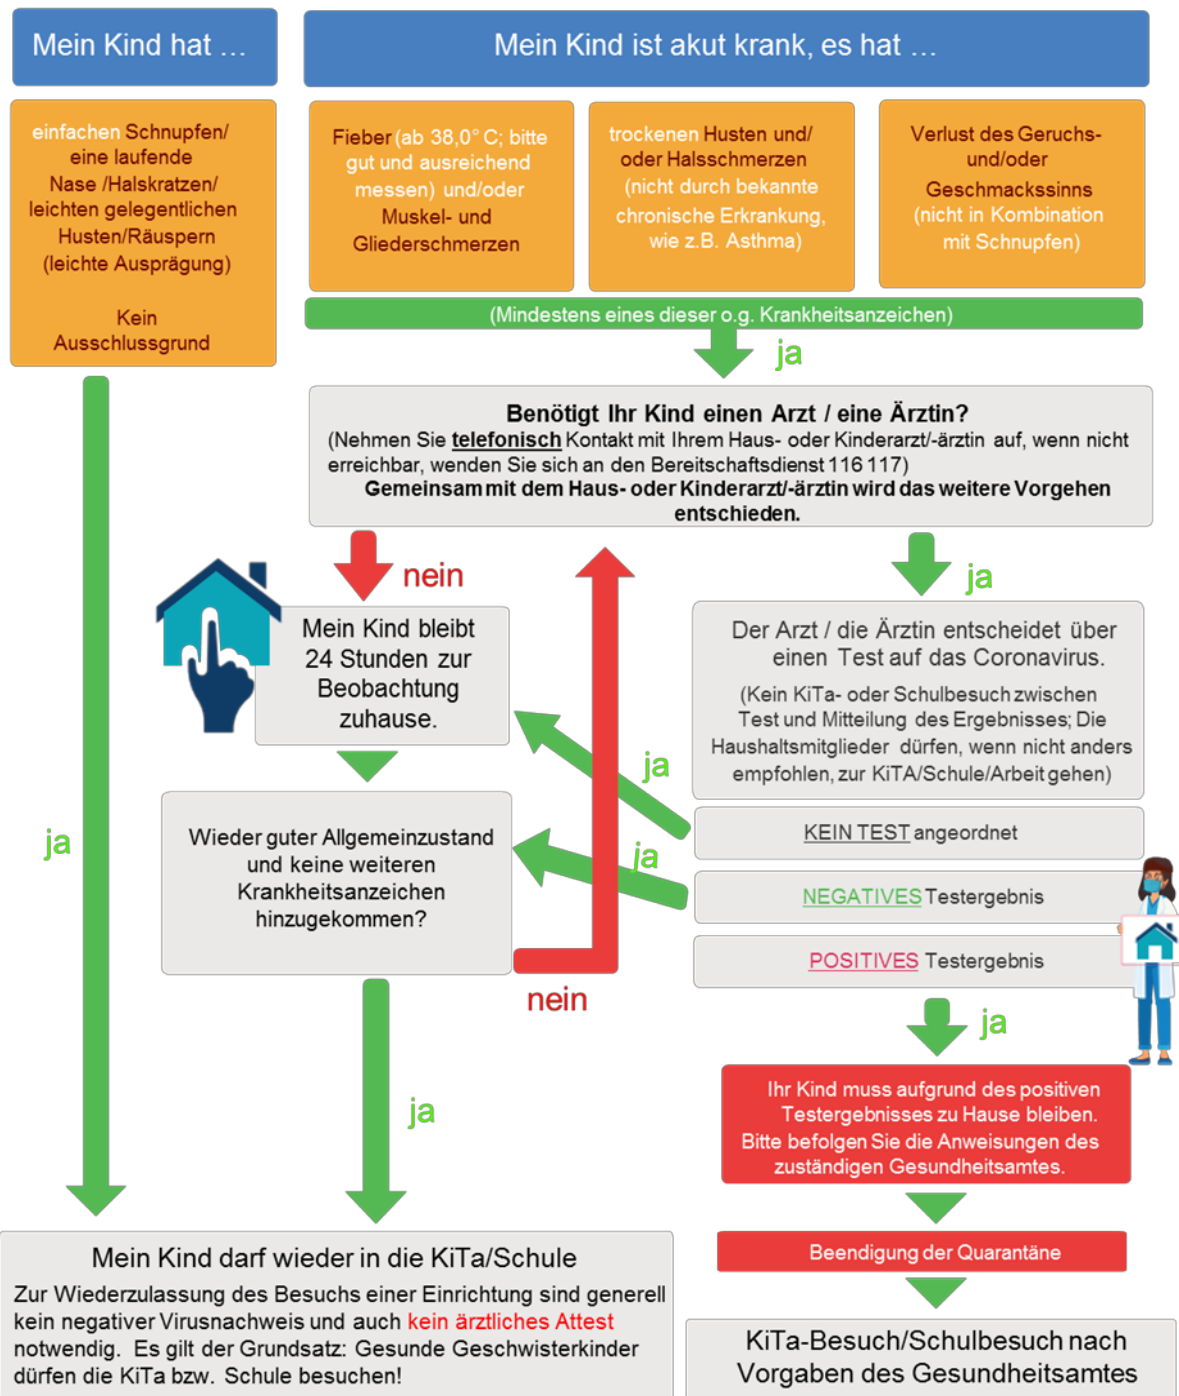 Mein Kind hat ...
Mein Kind ist akut krank, es hat ...
einfachen Schnupfen/
eine laufende
Nase /Halskratzen/
leichten gelegentlichen
Husten/Räuspern
(leichte Ausprägung)
Kein
Ausschlussgrund
Fieber (ab 38,0° C; bitte
gut und ausreichend
messen) und/oder
Muskel- und
Gliederschmerzen
trockenen Husten und/
oder Halsschmerzen
(nicht durch bekannte
chronische Erkrankung,
wie z.B. Asthma)
Verlust des Geruchs-
und/oder
Geschmackssinns
(nicht in Kombination
mit Schnupfen)
(Mindestens eines dieser o.g. Krankheitsanzeichen)
ja
Benötigt Ihr Kind einen Arzt / eine Ärztin?
(Nehmen Sie telefonisch Kontakt mit Ihrem Haus- oder Kinderarzt/-ärztin auf, wenn nicht
erreichbar, wenden Sie sich an den Bereitschaftsdienst 116 117)
Gemeinsam mit dem Haus- oder Kinderarzt/-ärztin wird das weitere Vorgehen
entschieden.
nein
ja
Mein Kind bleibt
24 Stunden zur
Beobachtung
zuhause.
Der Arzt / die Ärztin entscheidet über
einen Test auf das Coronavirus.
(Kein KiTa- oder Schulbesuch zwischen
Test und Mitteilung des Ergebnisses; Die
Haushaltsmitglieder dürfen, wenn nicht anders
empfohlen, zur KiTA/Schule/Arbeit gehen)
ja
KEIN TEST angeordnet
ja
NEGATIVES Testergebnis
POSITIVES Testergebnis
Wieder guter Allgemeinzustand
und keine weiteren
Krankheitsanzeichen
hinzugekommen?
ja
nein
ja
ja
Ihr Kind muss aufgrund des positiven
Testergebnisses zu Hause bleiben.
Bitte befolgen Sie die Anweisungen des
zuständigen Gesundheitsamtes.
Beendigung der Quarantäne
Mein Kind darf wieder in die KiTa/Schule
Zur Wiederzulassung des Besuchs einer Einrichtung sind generell
kein negativer Virusnachweis und auch kein ärztliches Attest
notwendig. Es gilt der Grundsatz: Gesunde Geschwisterkinder
dürfen die KiTa bzw. Schule besuchen!
KiTa-Besuch/Schulbesuch nach
Vorgaben des Gesundheitsamtes